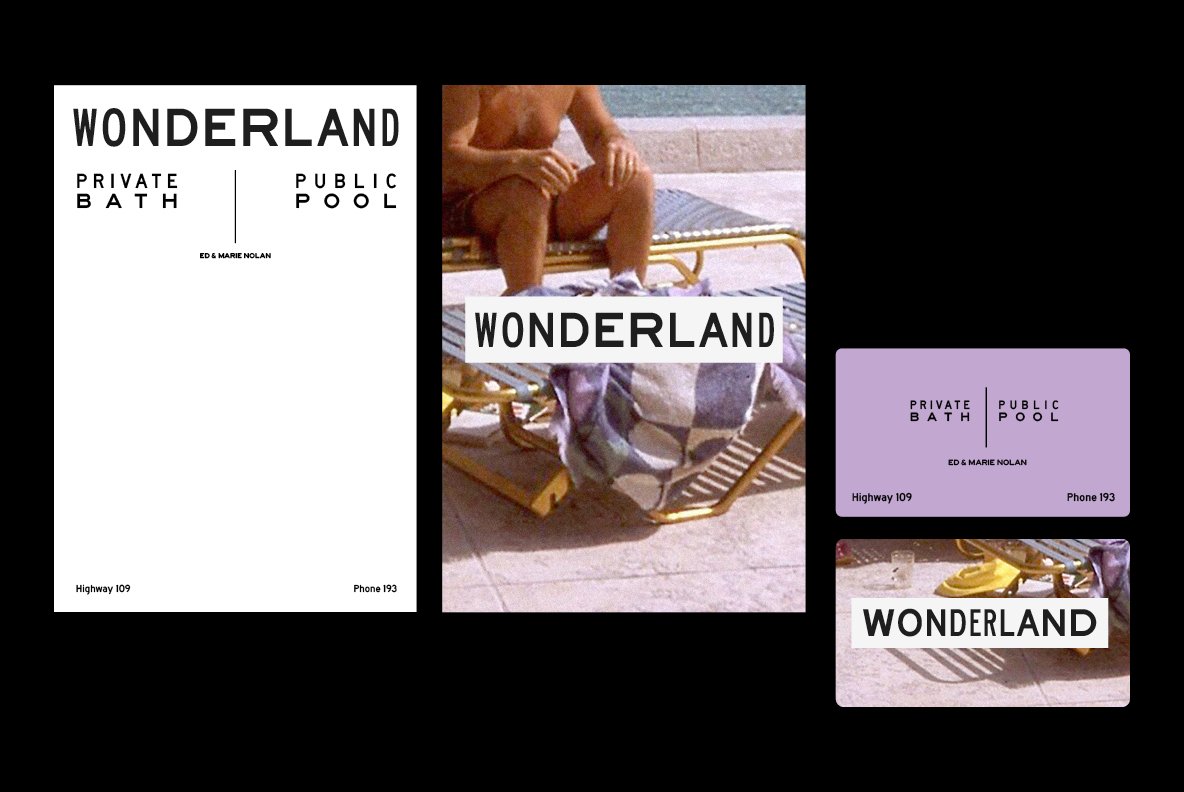 WONDERLAND
PRIVATE
BATH
PUBLIC
POOL
ED & MARIE NOLAN
Highway 109
Phone 193
WONDERLAND
PRIVATE
BATH
PUBLIC
POOL
ED & MARIE NOLAN
Highway 109
Phone 193
WONDERLAND